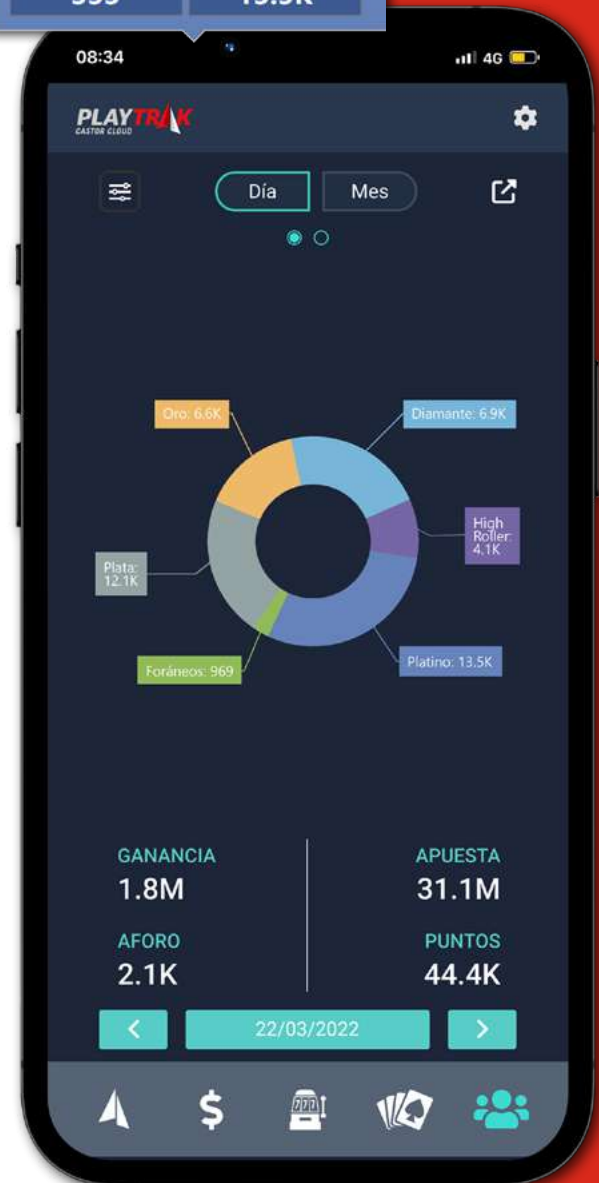 08:34
4G
PLAYTRAK
CASTOR CLOUD
Día
Mes
Oro: 6.6K
Diamante: 6.9K
High
Roller:
4.1K
Plata:
12.1K
Platino: 13.5K
Foráneos: 969
GANANCIA
APUESTA
1.8M
31.1M
AFORO
PUNTOS
2.1K
44.4K
22/03/2022